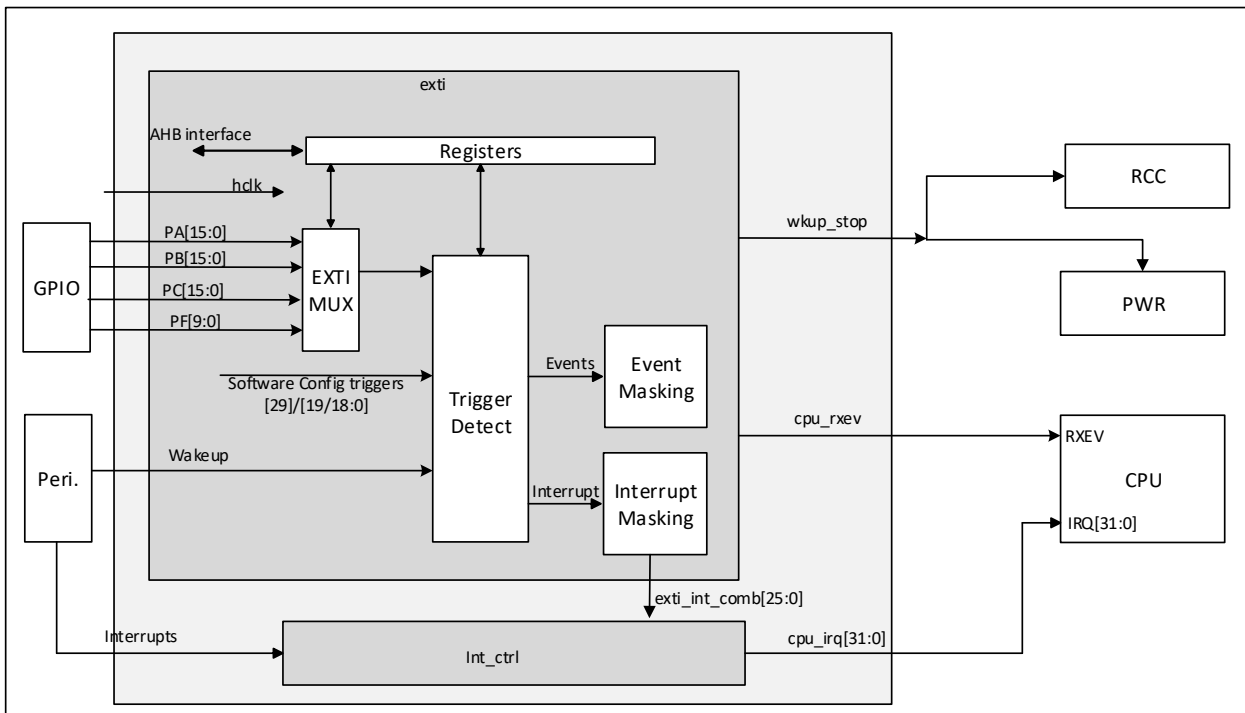 exti
AHB interface
Registers
hclk
PA[15:0]
PB[15:0]
PC[15:0]
PF[9:0]
GPIO
EXTI
MUX
wkup_stop
RCC
PWR
Software Config triggers
[29]/[19/18:0]
Trigger
Detect
Events
Event
Masking
cpu_rxev
RXEV
CPU
IRQ[31:0]
Peri.
Wakeup
Interrupt
Interrupt
Masking
exti_int_comb[25:0]
Interrupts
Int_ctrl
cpu_irq[31:0]